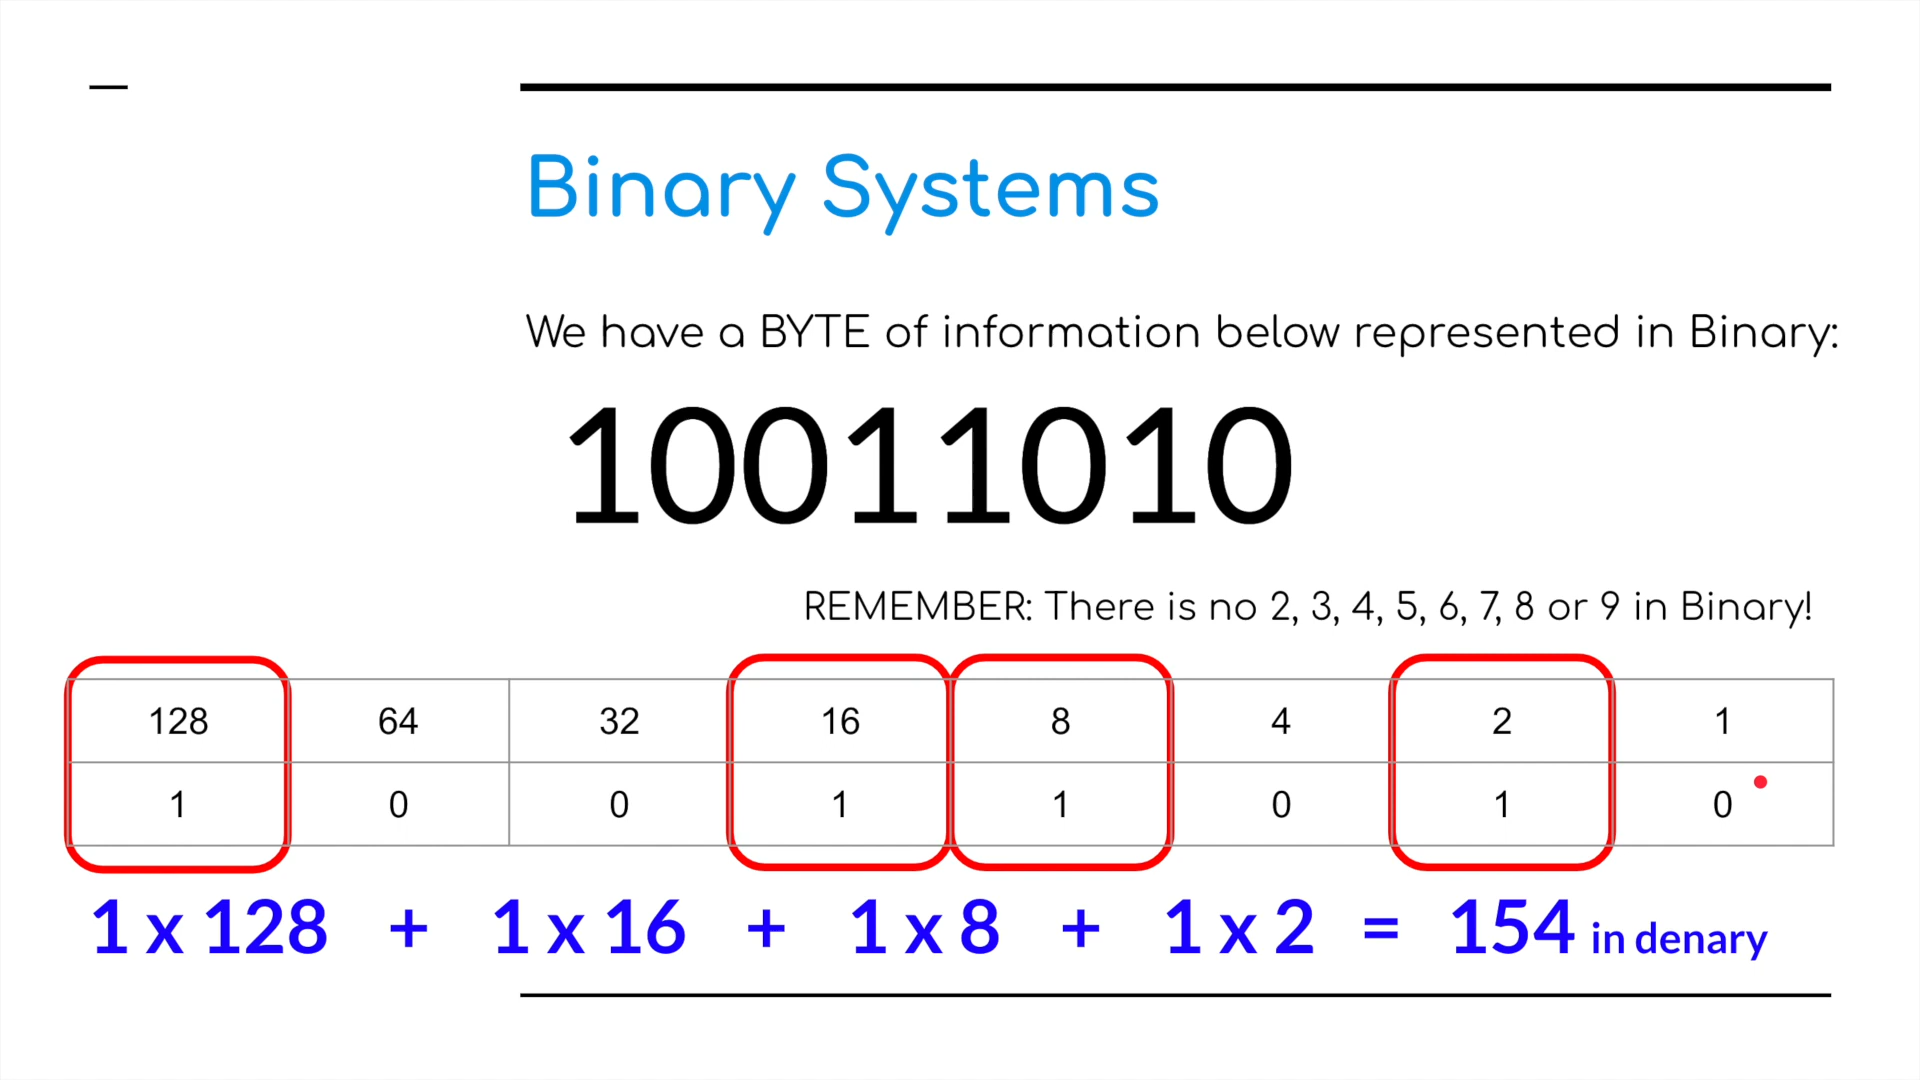 Binary Systems
We have a BYTE of information below represented in Binary:
10011010
REMEMBER: There is no 2, 3, 4, 5, 6, 7, 8 or 9 in Binary!
128 64 32 16 8 4 2 1
1 0 0 1 1 0 1 0
1 x 128 + 1 x 16 + 1 x 8 + 1 x 2 = 154 in denary